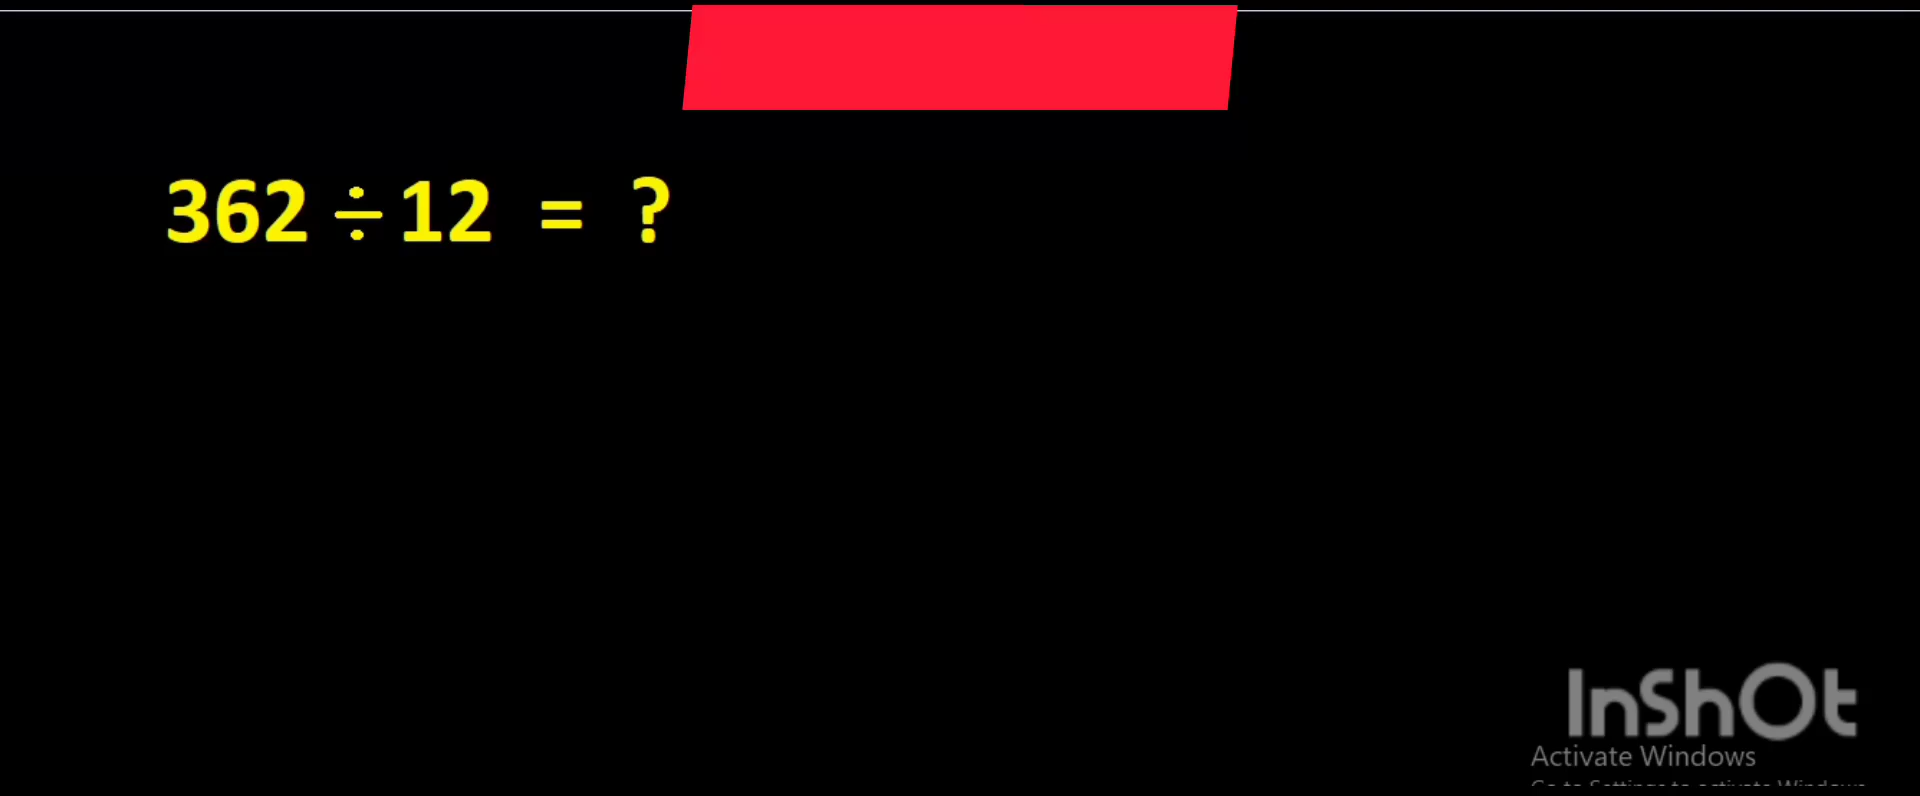 362 ÷ 12 = ?
InShOt
Activate Windows
Go to Settings to activate Windows.